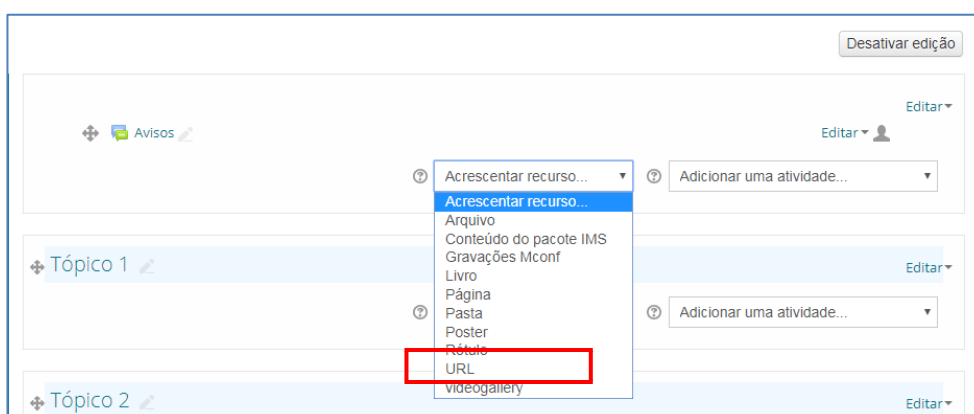 Desativar edição
Editar
Avisos
Editar
Acrescentar recurso...
Adicionar uma atividade...
Acrescentar recurso...
Arquivo
Conteúdo do pacote IMS
Gravações Mconf
Livro
Página
Pasta
Poster
Rótulo
URL
videogallery
Tópico 1
Editar
Adicionar uma atividade...
Tópico 2
Editar